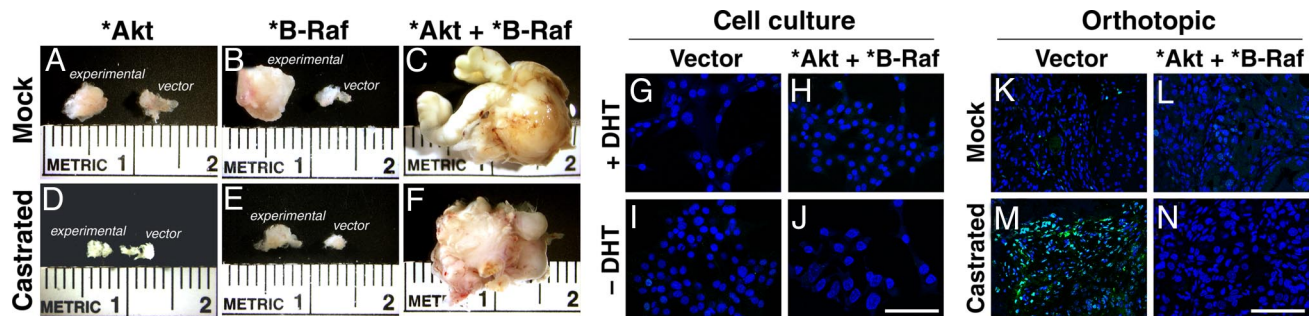 *Akt
*B-Raf
*Akt + *B-Raf
Mock
Castrated
A
experimental
vector
METRIC 1 2
B
experimental
vector
METRIC 1 2
C
METRIC 1 2
D
experimental
vector
METRIC 1 2
E
experimental
vector
METRIC 1 2
F
MET 1 2
Cell culture
Vector
*Akt + *B-Raf
+ DHT
– DHT
G
H
I
J
Orthotopic
Vector
*Akt + *B-Raf
Mock
Castrated
K
L
M
N